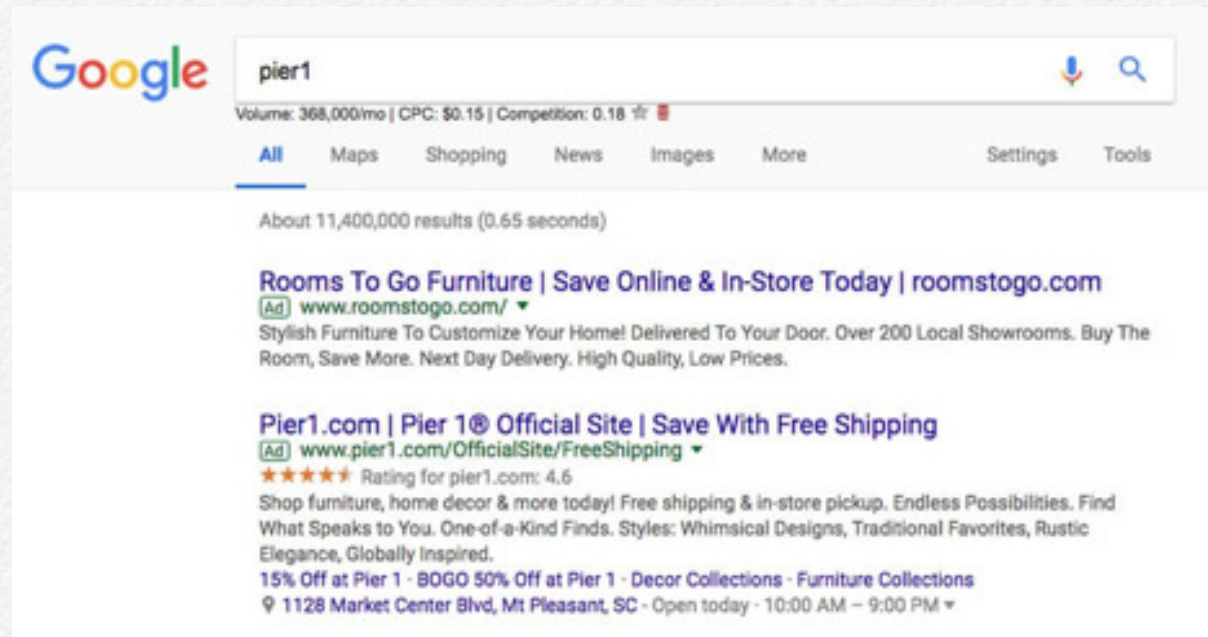 Google
pier1
Volume: 368,000/mo | CPC: $0.15 | Competition: 0.18
All Maps Shopping News Images More Settings Tools
About 11,400,000 results (0.65 seconds)
Rooms To Go Furniture | Save Online & In-Store Today | roomstogo.com
Ad www.roomstogo.com/
Stylish Furniture To Customize Your Home! Delivered To Your Door. Over 200 Local Showrooms. Buy The
Room, Save More. Next Day Delivery. High Quality, Low Prices.
Pier1.com | Pier 1® Official Site | Save With Free Shipping
Ad www.pier1.com/OfficialSite/FreeShipping
Rating for pier1.com: 4.6
Shop furniture, home decor & more today! Free shipping & in-store pickup. Endless Possibilities. Find
What Speaks to You. One-of-a-Kind Finds. Styles: Whimsical Designs, Traditional Favorites, Rustic
Elegance, Globally Inspired.
15% Off at Pier 1 · BOGO 50% Off at Pier 1 · Decor Collections · Furniture Collections
1128 Market Center Blvd, Mt Pleasant, SC · Open today · 10:00 AM – 9:00 PM